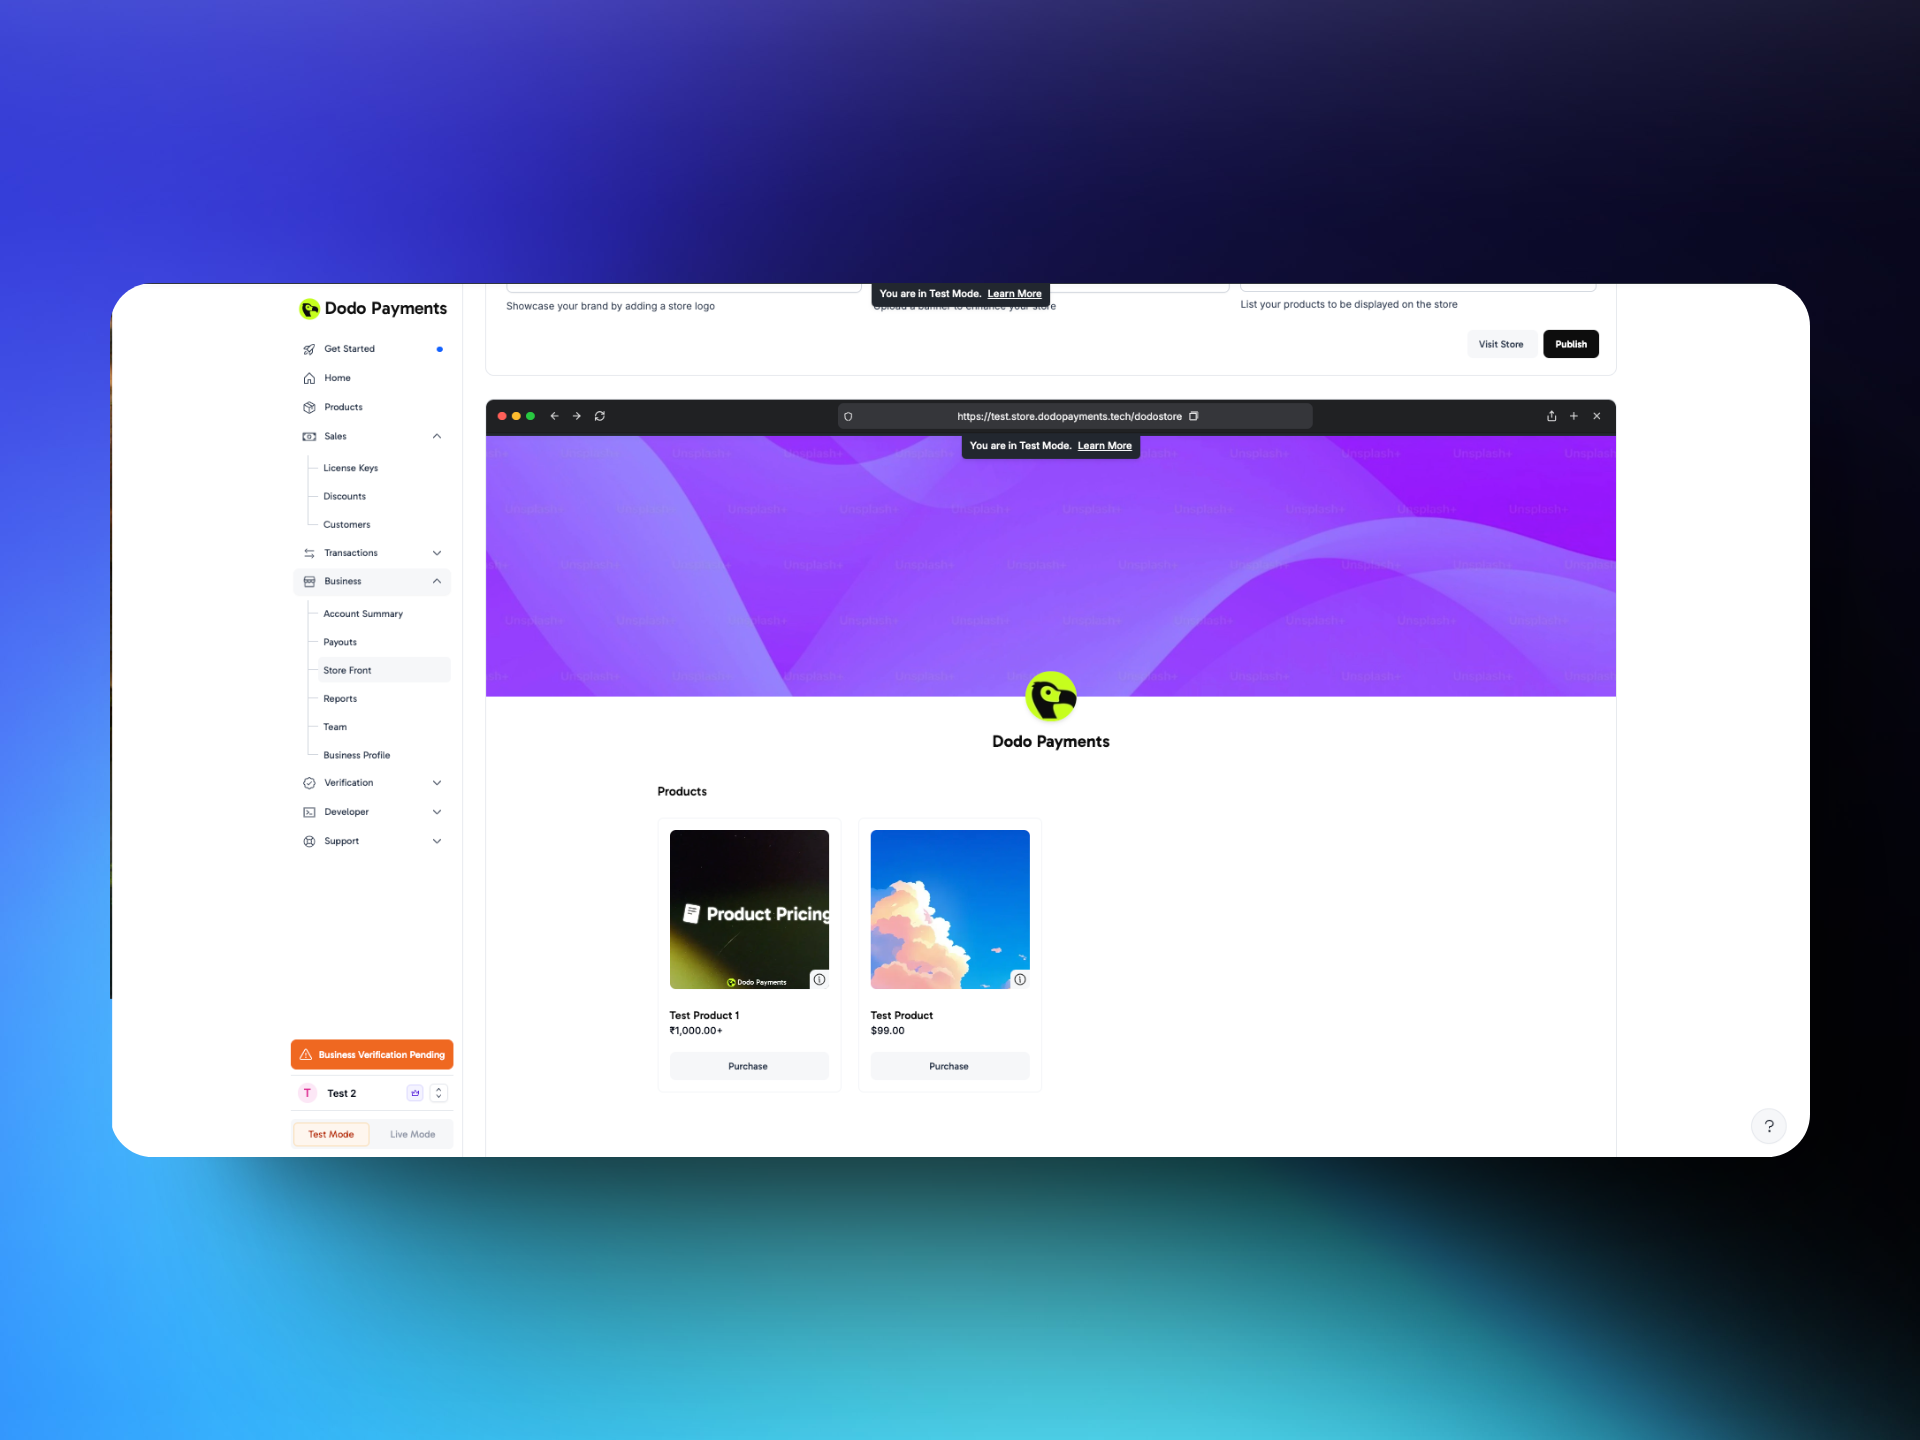 Dodo Payments
Get Started
Home
Products
Sales
License Keys
Discounts
Customers
Transactions
Business
Account Summary
Payouts
Store Front
Reports
Team
Business Profile
Verification
Developer
Support
Business Verification Pending
T Test 2
Test Mode Live Mode
You are in Test Mode. Learn More
Showcase your brand by adding a store logo
Upload a banner to enhance your store
List your products to be displayed on the store
Visit Store Publish
https://test.store.dodopayments.tech/dodostore
You are in Test Mode. Learn More
Unsplash+
Dodo Payments
Products
Product Pricing
Dodo Payments
Test Product 1
₹1,000.00+
Purchase
Test Product
$99.00
Purchase
?